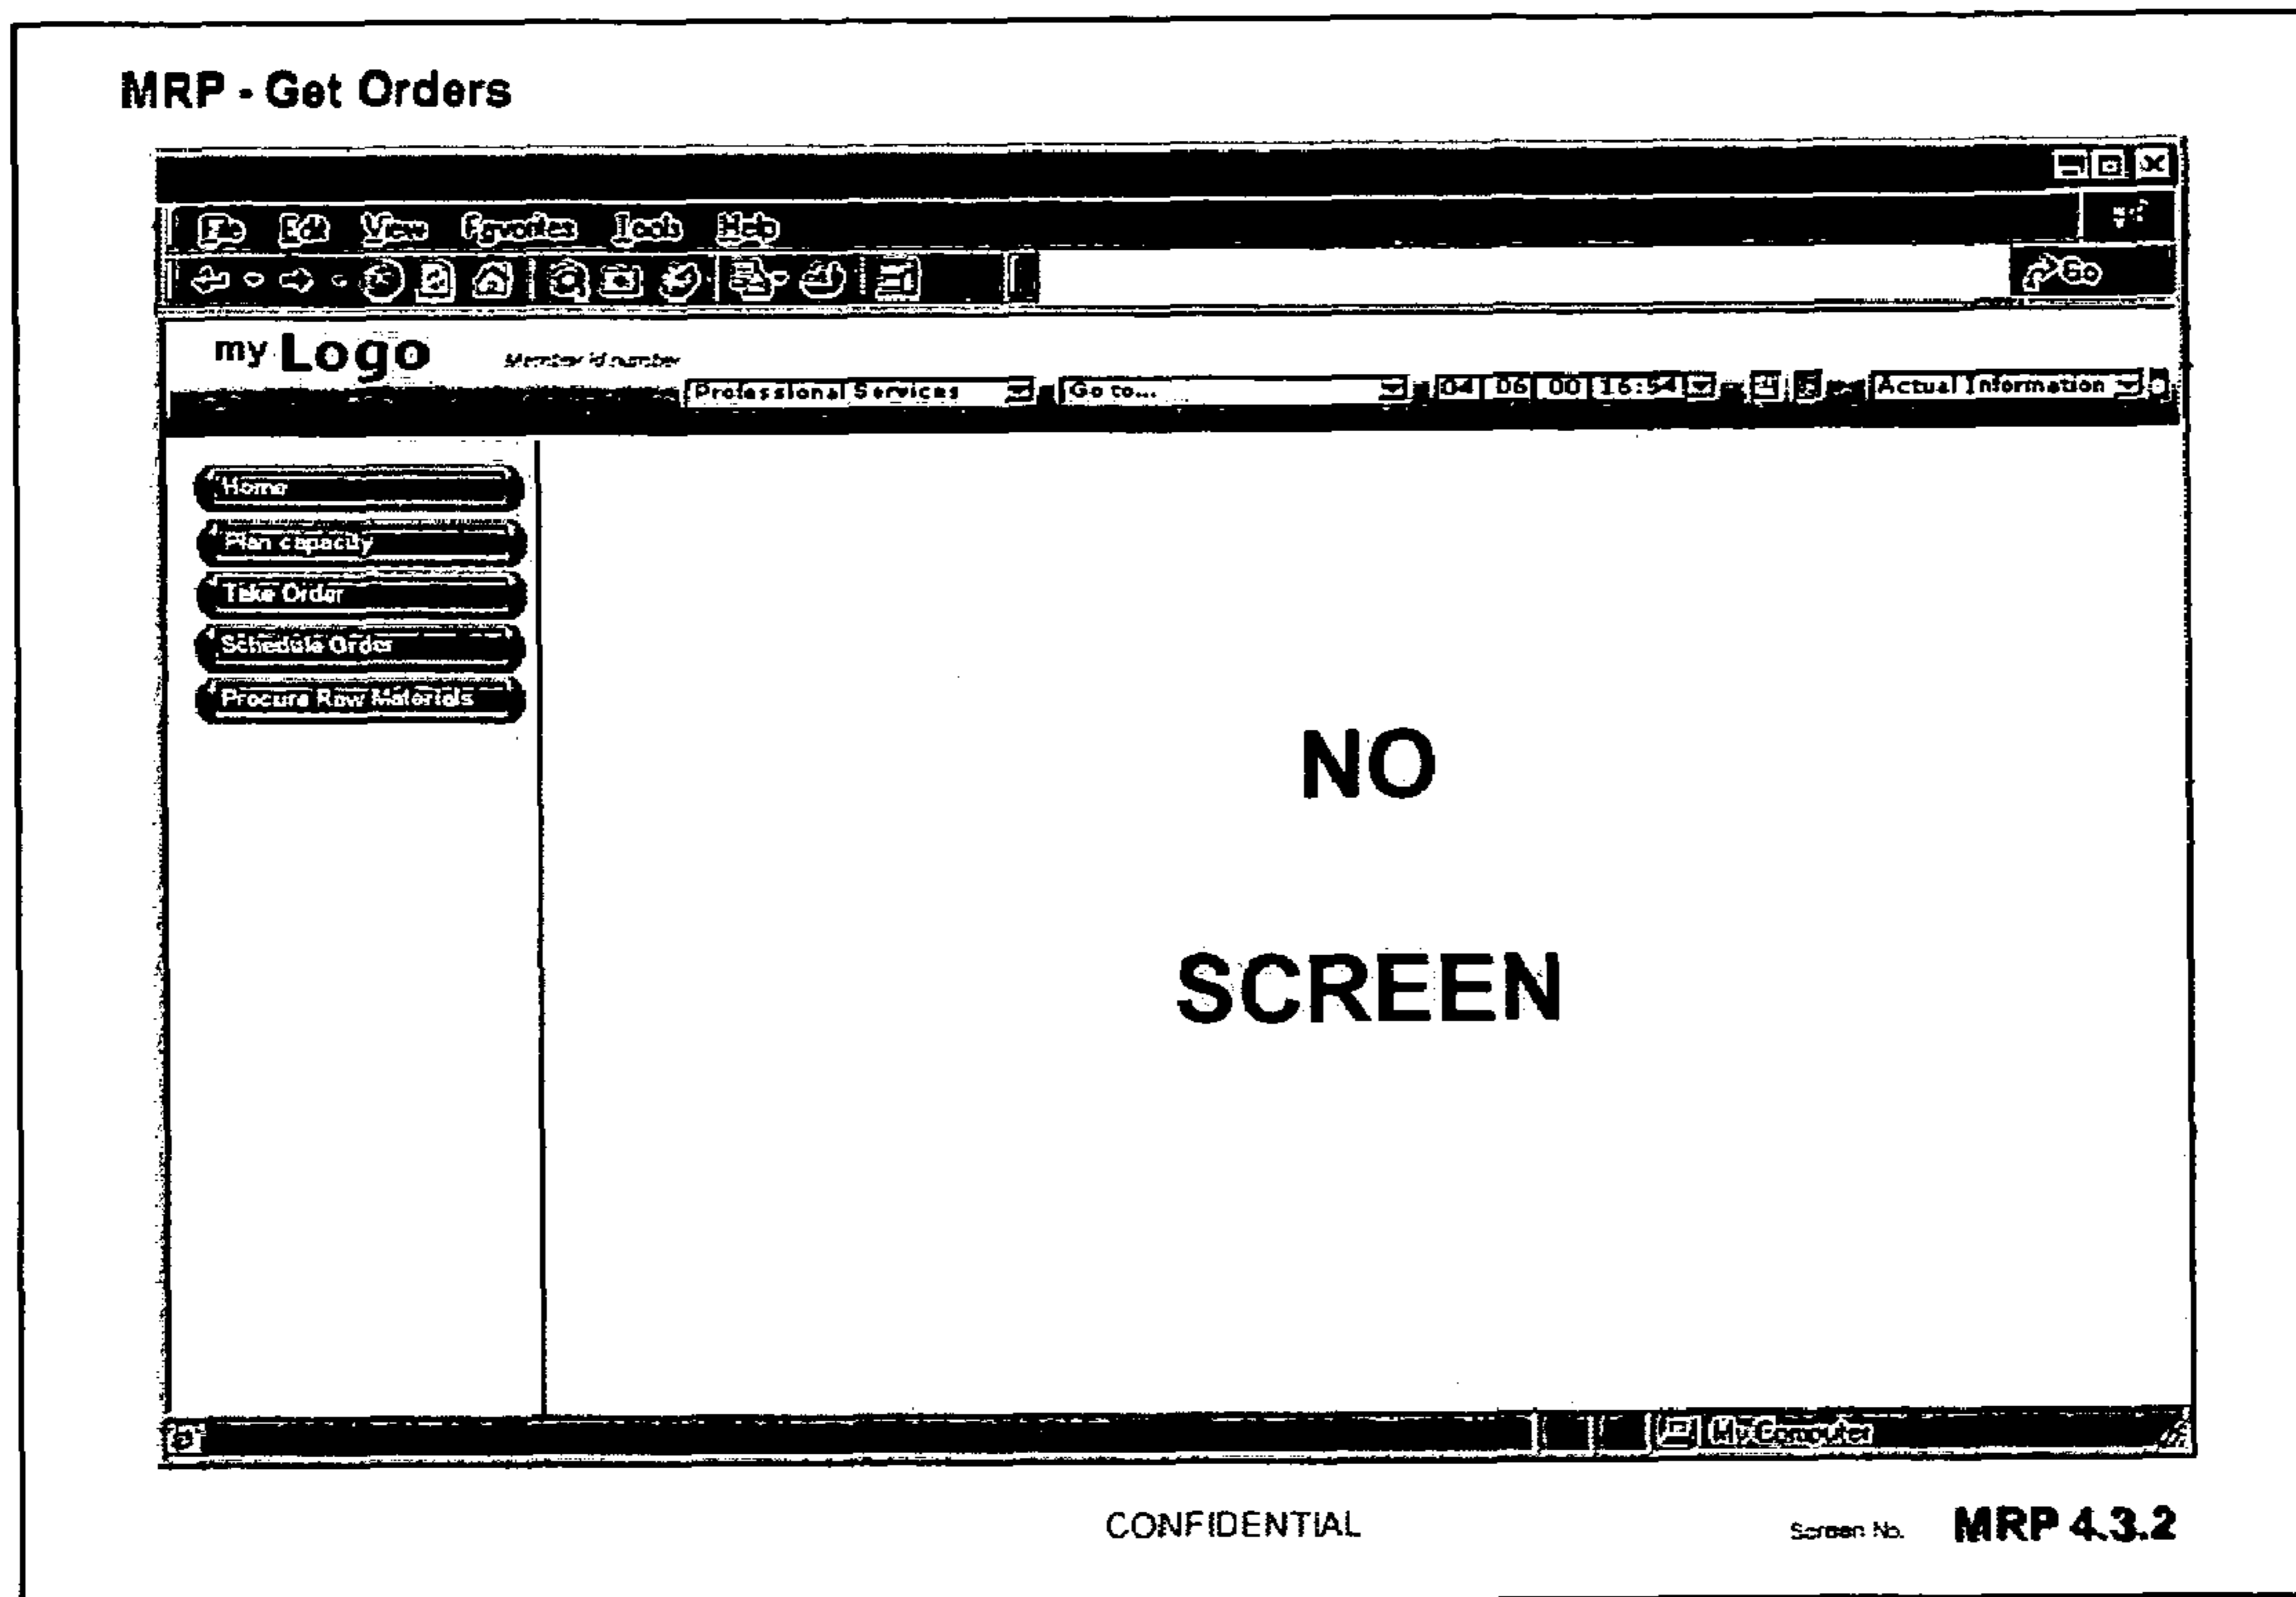 MRP - Get Orders
File Edit View Favorites Tools Help
Go
my Logo Member id number
Professional Services Go to... 04 06 00 16:54 Actual Information
Home
Plan capacity
Take Order
Schedule Order
Procure Raw Materials
NO
SCREEN
My Computer
CONFIDENTIAL Screen No. MRP 4.3.2